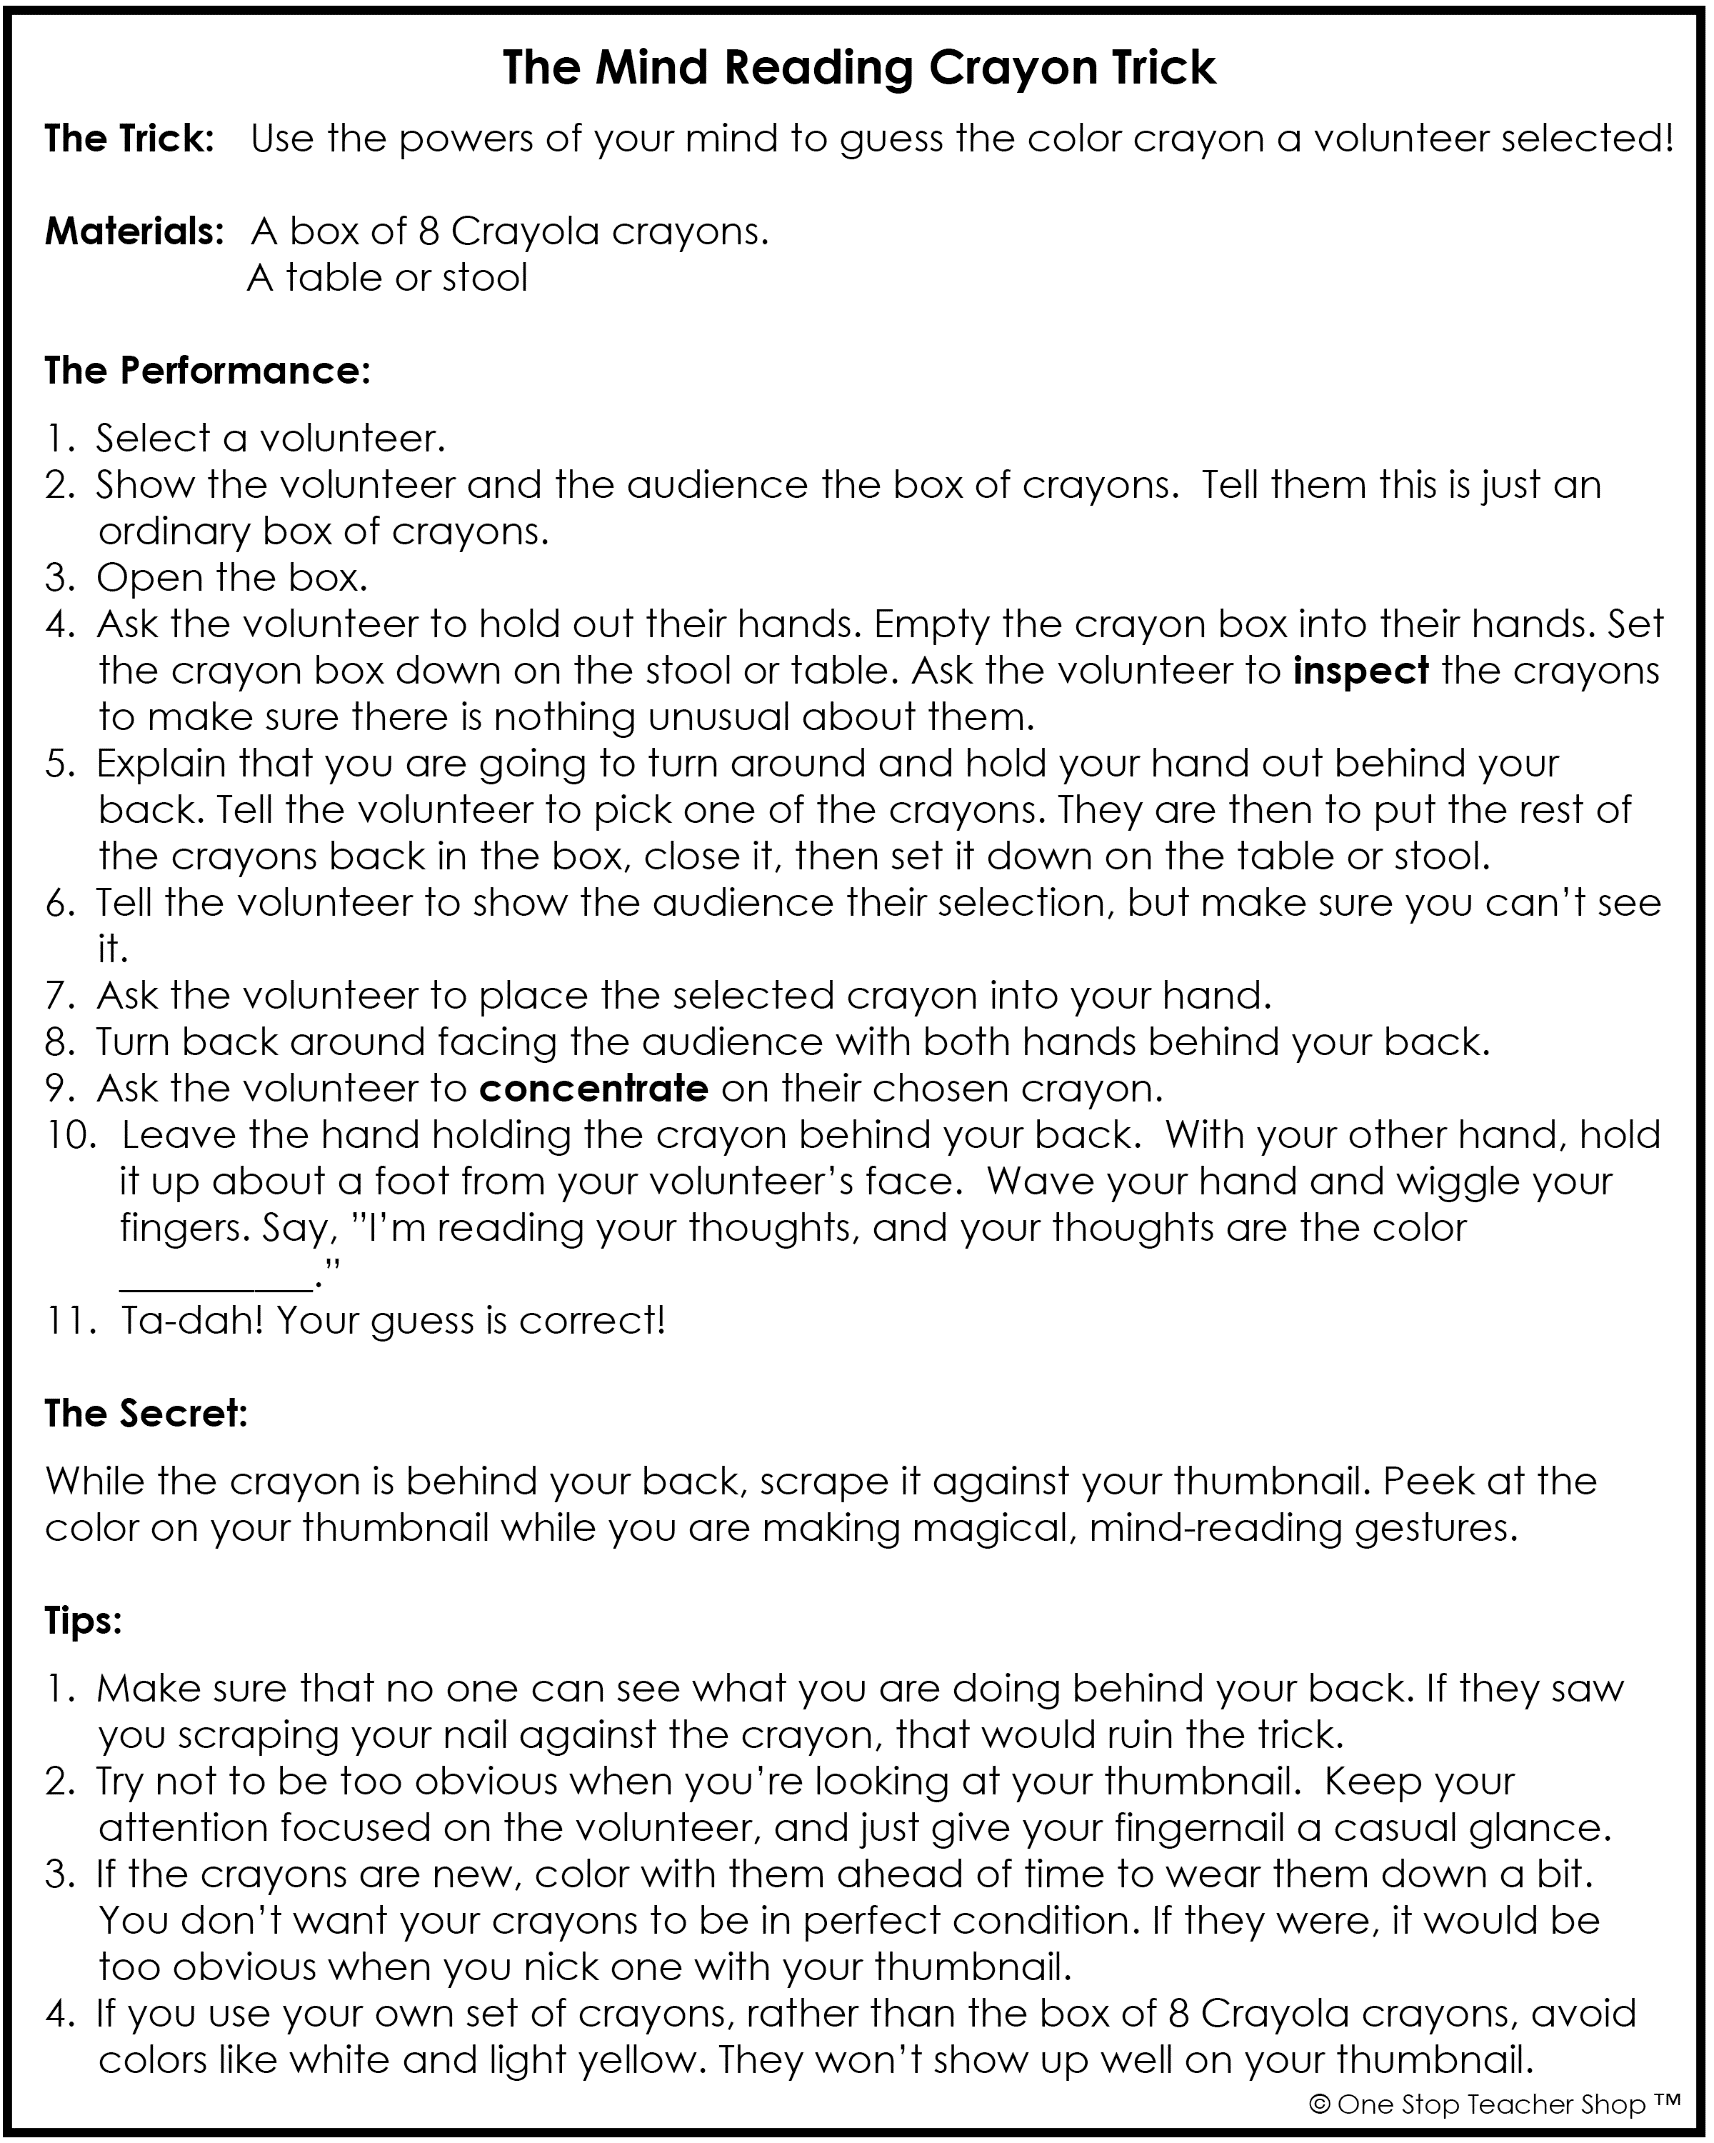 The Mind Reading Crayon Trick
The Trick: Use the powers of your mind to guess the color crayon a volunteer selected!
Materials: A box of 8 Crayola crayons.
A table or stool
The Performance:
1. Select a volunteer.
2. Show the volunteer and the audience the box of crayons. Tell them this is just an
ordinary box of crayons.
3. Open the box.
4. Ask the volunteer to hold out their hands. Empty the crayon box into their hands. Set
the crayon box down on the stool or table. Ask the volunteer to inspect the crayons
to make sure there is nothing unusual about them.
5. Explain that you are going to turn around and hold your hand out behind your
back. Tell the volunteer to pick one of the crayons. They are then to put the rest of
the crayons back in the box, close it, then set it down on the table or stool.
6. Tell the volunteer to show the audience their selection, but make sure you can’t see
it.
7. Ask the volunteer to place the selected crayon into your hand.
8. Turn back around facing the audience with both hands behind your back.
9. Ask the volunteer to concentrate on their chosen crayon.
10. Leave the hand holding the crayon behind your back. With your other hand, hold
it up about a foot from your volunteer’s face. Wave your hand and wiggle your
fingers. Say, ”I’m reading your thoughts, and your thoughts are the color
_________.”
11. Ta-dah! Your guess is correct!
The Secret:
While the crayon is behind your back, scrape it against your thumbnail. Peek at the
color on your thumbnail while you are making magical, mind-reading gestures.
Tips:
1. Make sure that no one can see what you are doing behind your back. If they saw
you scraping your nail against the crayon, that would ruin the trick.
2. Try not to be too obvious when you’re looking at your thumbnail. Keep your
attention focused on the volunteer, and just give your fingernail a casual glance.
3. If the crayons are new, color with them ahead of time to wear them down a bit.
You don’t want your crayons to be in perfect condition. If they were, it would be
too obvious when you nick one with your thumbnail.
4. If you use your own set of crayons, rather than the box of 8 Crayola crayons, avoid
colors like white and light yellow. They won’t show up well on your thumbnail.
© One Stop Teacher Shop ™